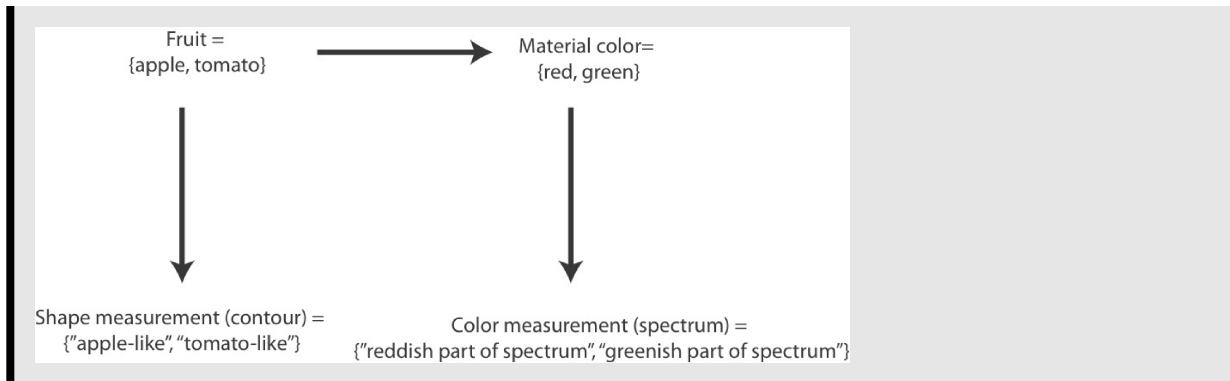 Fruit =
{apple, tomato}
Material color=
{red, green}
Shape measurement (contour) =
{”apple-like”, “tomato-like”}
Color measurement (spectrum) =
{”reddish part of spectrum”, “greenish part of spectrum”}